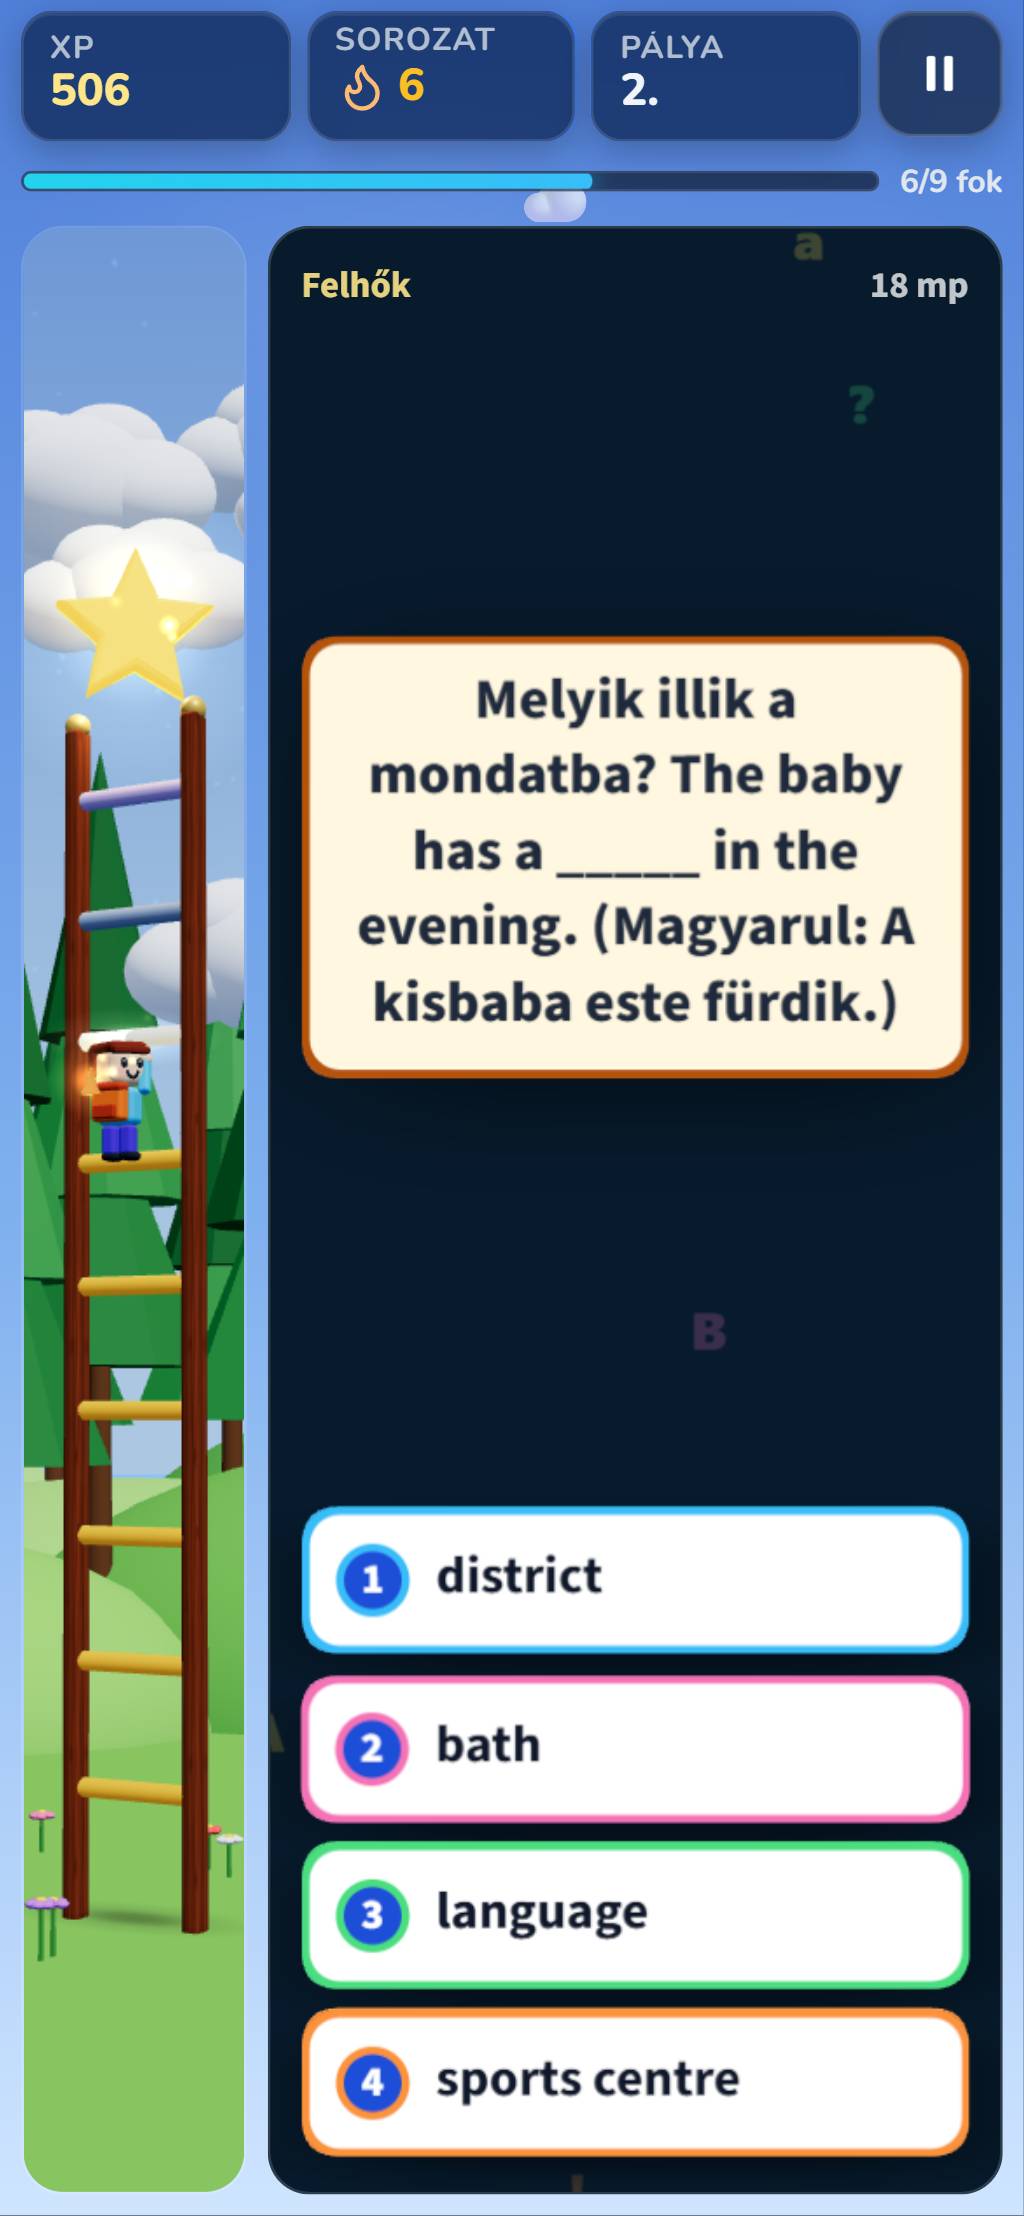 XP
506
SOROZAT
6
PÁLYA
2.
6/9 fok
a
Felhők
18 mp
?
Melyik illik a
mondatba? The baby
has a _____ in the
evening. (Magyarul: A
kisbaba este fürdik.)
B
1 district
A
2 bath
3 language
4 sports centre